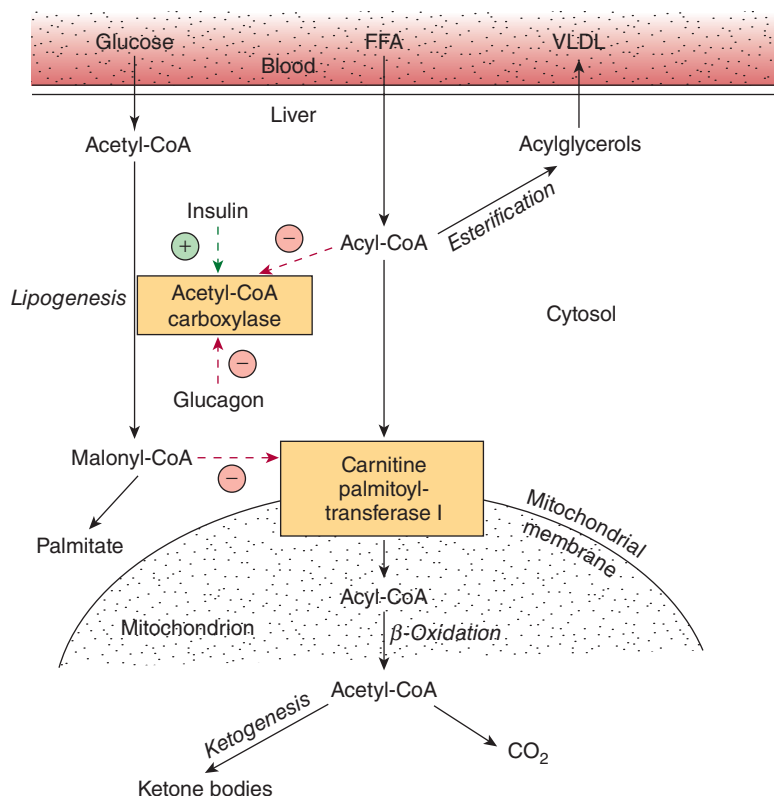 Glucose
FFA
VLDL
Blood
Liver
Acetyl-CoA
Acylglycerols
Insulin
Esterification
+
−
Acyl-CoA
Lipogenesis
Acetyl-CoA
carboxylase
Cytosol
−
Glucagon
Malonyl-CoA
−
Carnitine
palmitoyl-
transferase I
Mitochondrial
membrane
Palmitate
Acyl-CoA
Mitochondrion
β-Oxidation
Acetyl-CoA
Ketogenesis
CO₂
Ketone bodies